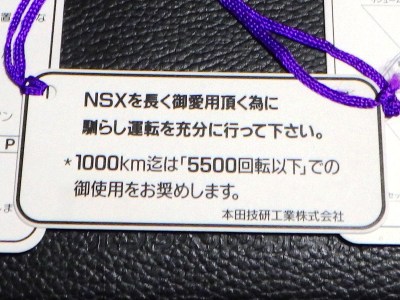 NSXを長く御愛用頂く為に
馴らし運転を充分に行って下さい。
*1000km迄は「5500回転以下」での
御使用をお奨めします。
本田技研工業株式会社
P